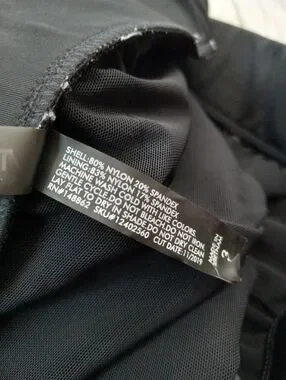 SHELL:80% NYLON 20% SPANDEX
LINING:83% NYLON 17% SPANDEX
MACHINE WASH COLD WITH LIKE COLORS.
GENTLE CYCLE.DO NOT BLEACH.DO NOT IRON.
LAY FLAT TO DRY IN SHADE.DO NOT DRY CLEAN
RN#148862 SKU#12402560 CUT DATE:11/2019
T